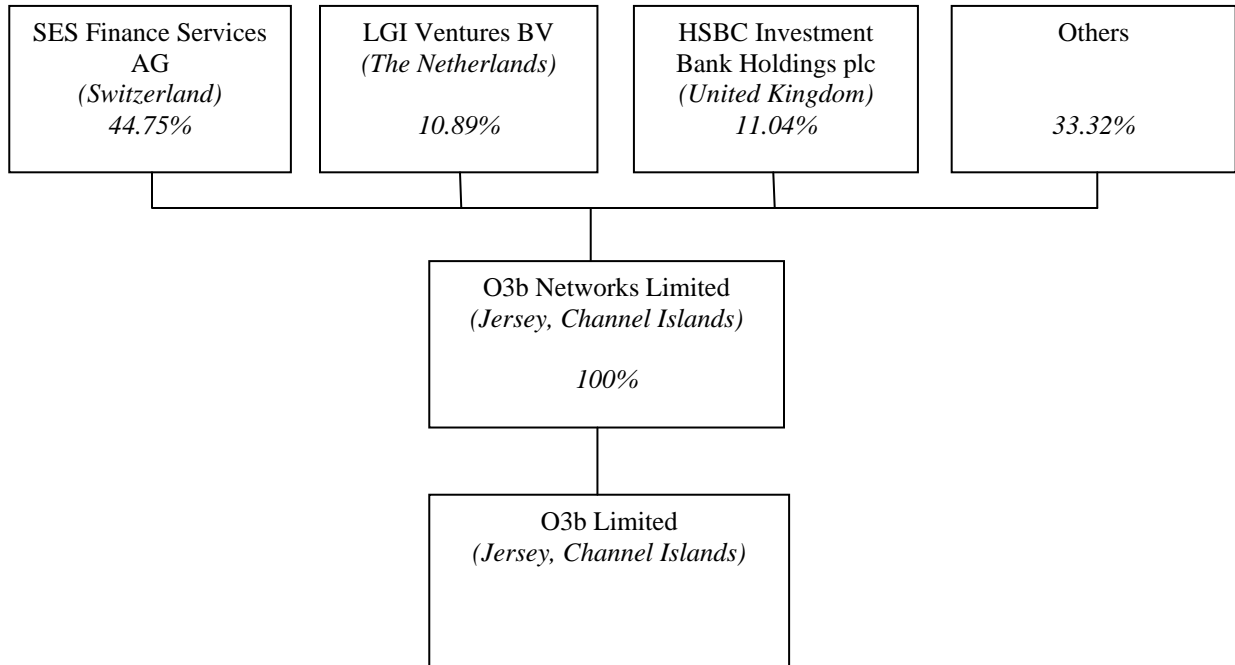 SES Finance Services
AG
(Switzerland)
44.75%
LGI Ventures BV
(The Netherlands)
10.89%
HSBC Investment
Bank Holdings plc
(United Kingdom)
11.04%
Others
33.32%
O3b Networks Limited
(Jersey, Channel Islands)
100%
O3b Limited
(Jersey, Channel Islands)